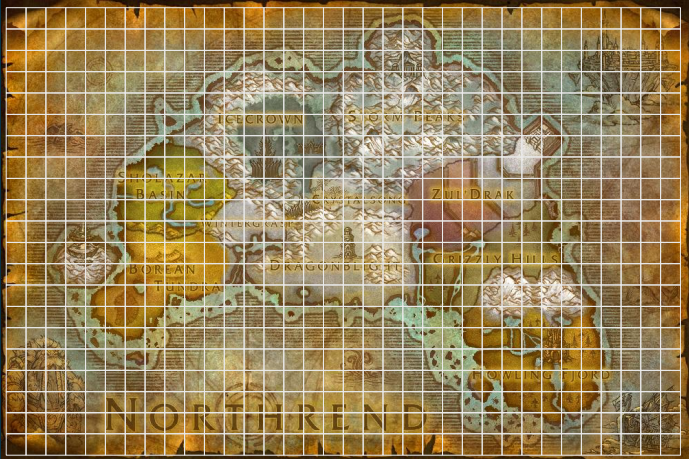 ICECROWN
STORM PEAKS
SHOLAZAR
BASIN
ZUL'DRAK
CRYSTALSONG
WINTERGRASP
GRIZZLY HILLS
DRAGONBLIGHT
BOREAN
TUNDRA
HOWLING FJORD
NORTHREND